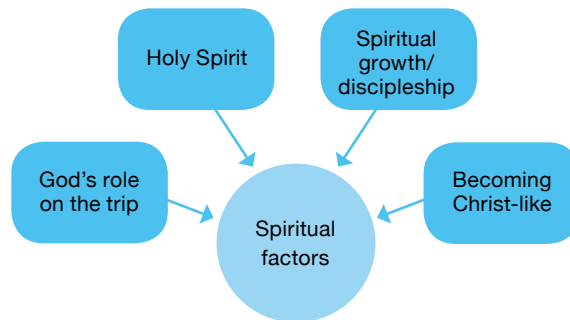 Holy Spirit
Spiritual
growth/
discipleship
God’s role
on the trip
Becoming
Christ-like
Spiritual
factors